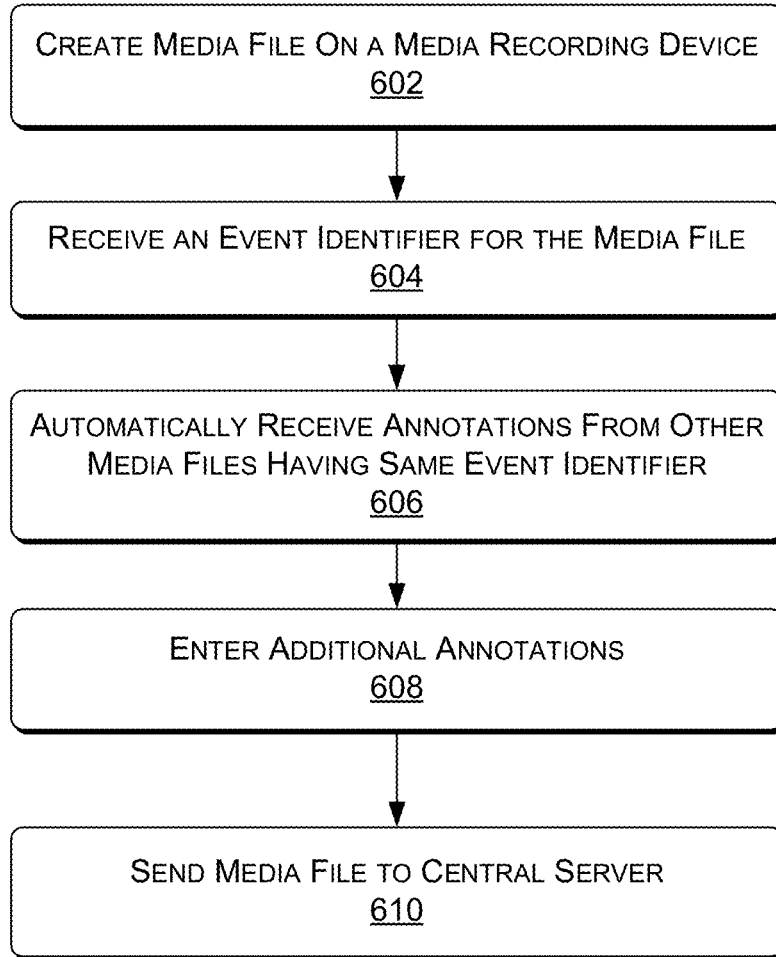 CREATE MEDIA FILE ON A MEDIA RECORDING DEVICE
602
RECEIVE AN EVENT IDENTIFIER FOR THE MEDIA FILE
604
AUTOMATICALLY RECEIVE ANNOTATIONS FROM OTHER
MEDIA FILES HAVING SAME EVENT IDENTIFIER
606
ENTER ADDITIONAL ANNOTATIONS
608
SEND MEDIA FILE TO CENTRAL SERVER
610